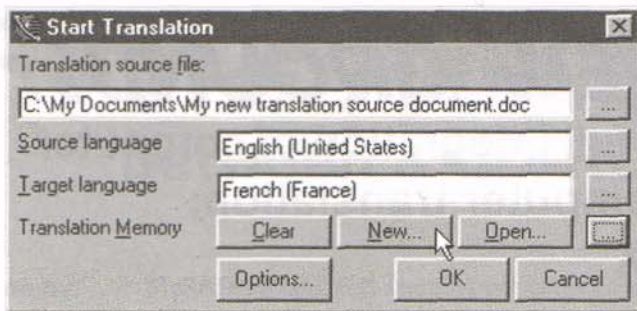 Start Translation
Translation source file:
C:\My Documents\My new translation source document.doc ...
Source language English (United States) ...
Target language French (France) ...
Translation Memory Clear New... Open... ...
Options... OK Cancel